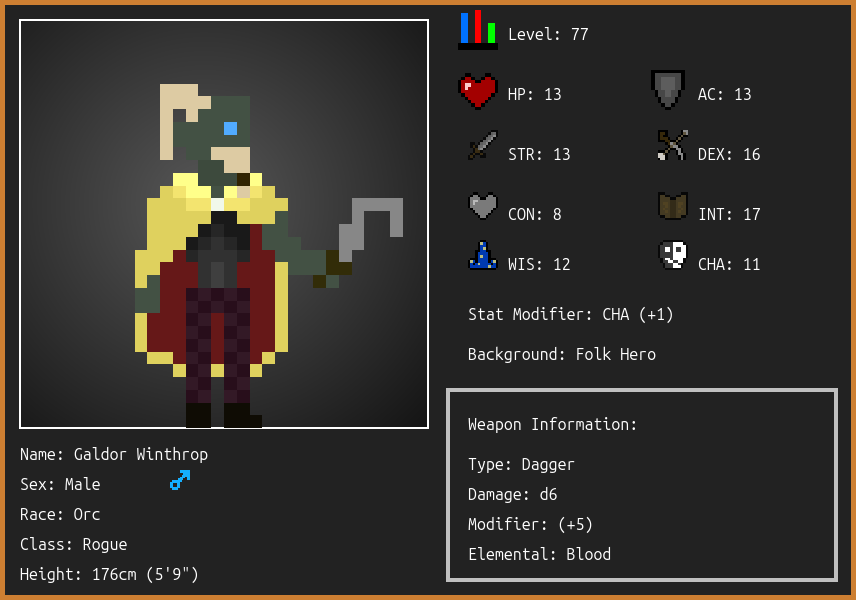 Level: 77
HP: 13
AC: 13
STR: 13
DEX: 16
CON: 8
INT: 17
WIS: 12
CHA: 11
Stat Modifier: CHA (+1)
Background: Folk Hero
Weapon Information:
Type: Dagger
Damage: d6
Modifier: (+5)
Elemental: Blood
Name: Galdor Winthrop
Sex: Male
Race: Orc
Class: Rogue
Height: 176cm (5'9")